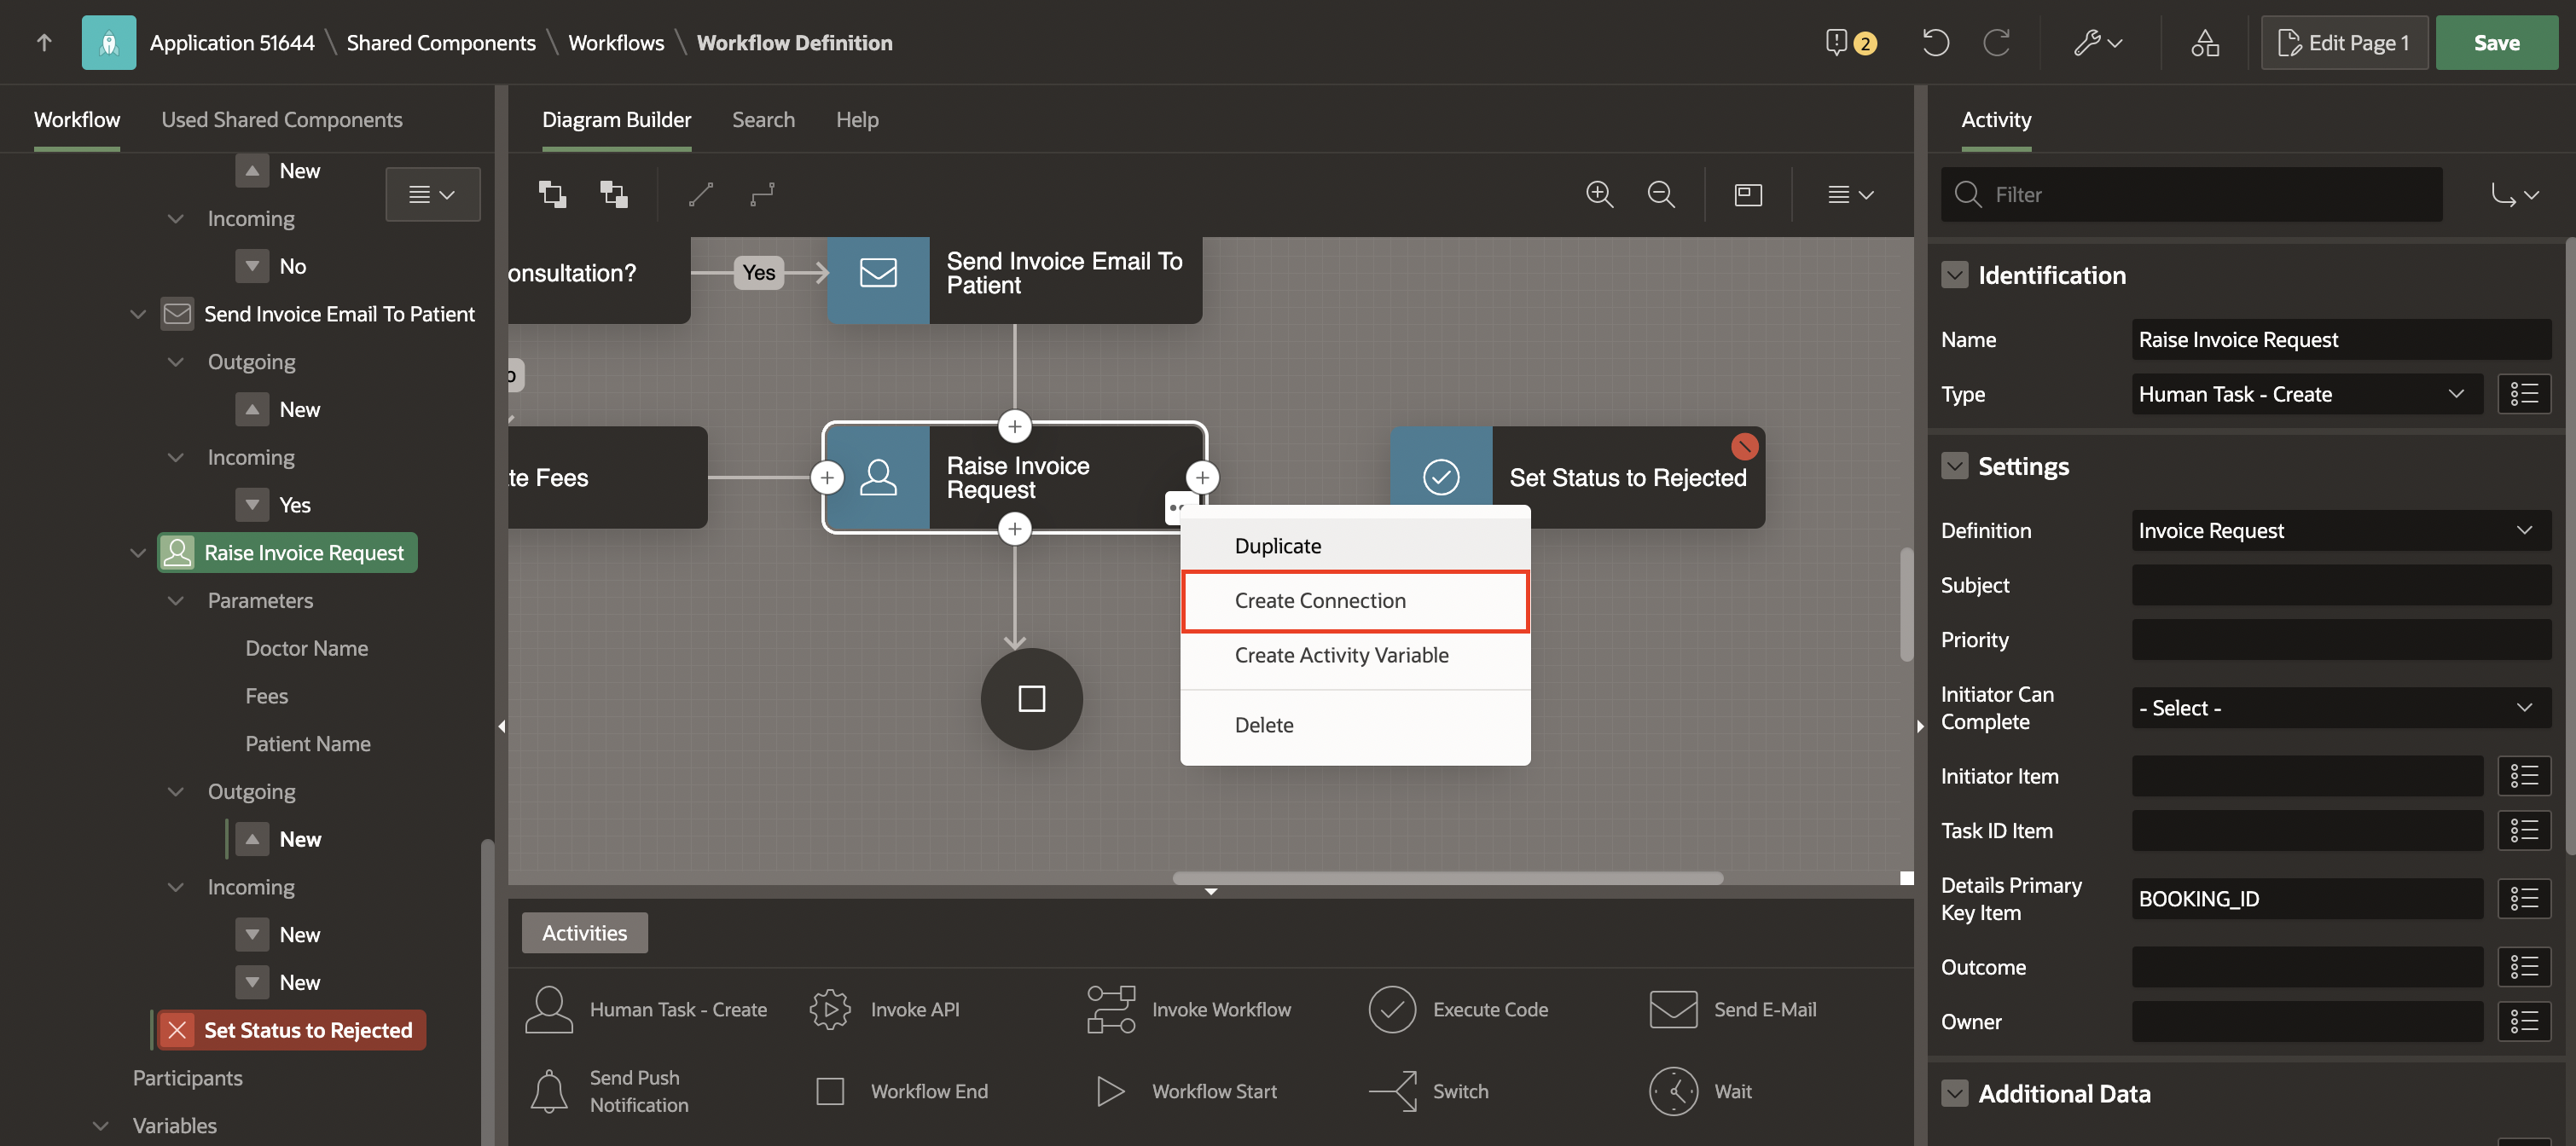 Application 51644 \ Shared Components \ Workflows \ Workflow Definition
2
Edit Page 1
Save
Workflow
Used Shared Components
New
Incoming
No
Send Invoice Email To Patient
Outgoing
New
Incoming
Yes
Raise Invoice Request
Parameters
Doctor Name
Fees
Patient Name
Outgoing
New
Incoming
New
New
Set Status to Rejected
Participants
Variables
Diagram Builder
Search
Help
onsultation?
Yes
Send Invoice Email To
Patient
te Fees
Raise Invoice
Request
Set Status to Rejected
Duplicate
Create Connection
Create Activity Variable
Delete
Activities
Human Task - Create
Invoke API
Invoke Workflow
Execute Code
Send E-Mail
Send Push
Notification
Workflow End
Workflow Start
Switch
Wait
Activity
Filter
Identification
Name
Raise Invoice Request
Type
Human Task - Create
Settings
Definition
Invoice Request
Subject
Priority
Initiator Can
Complete
- Select -
Initiator Item
Task ID Item
Details Primary
Key Item
BOOKING_ID
Outcome
Owner
Additional Data